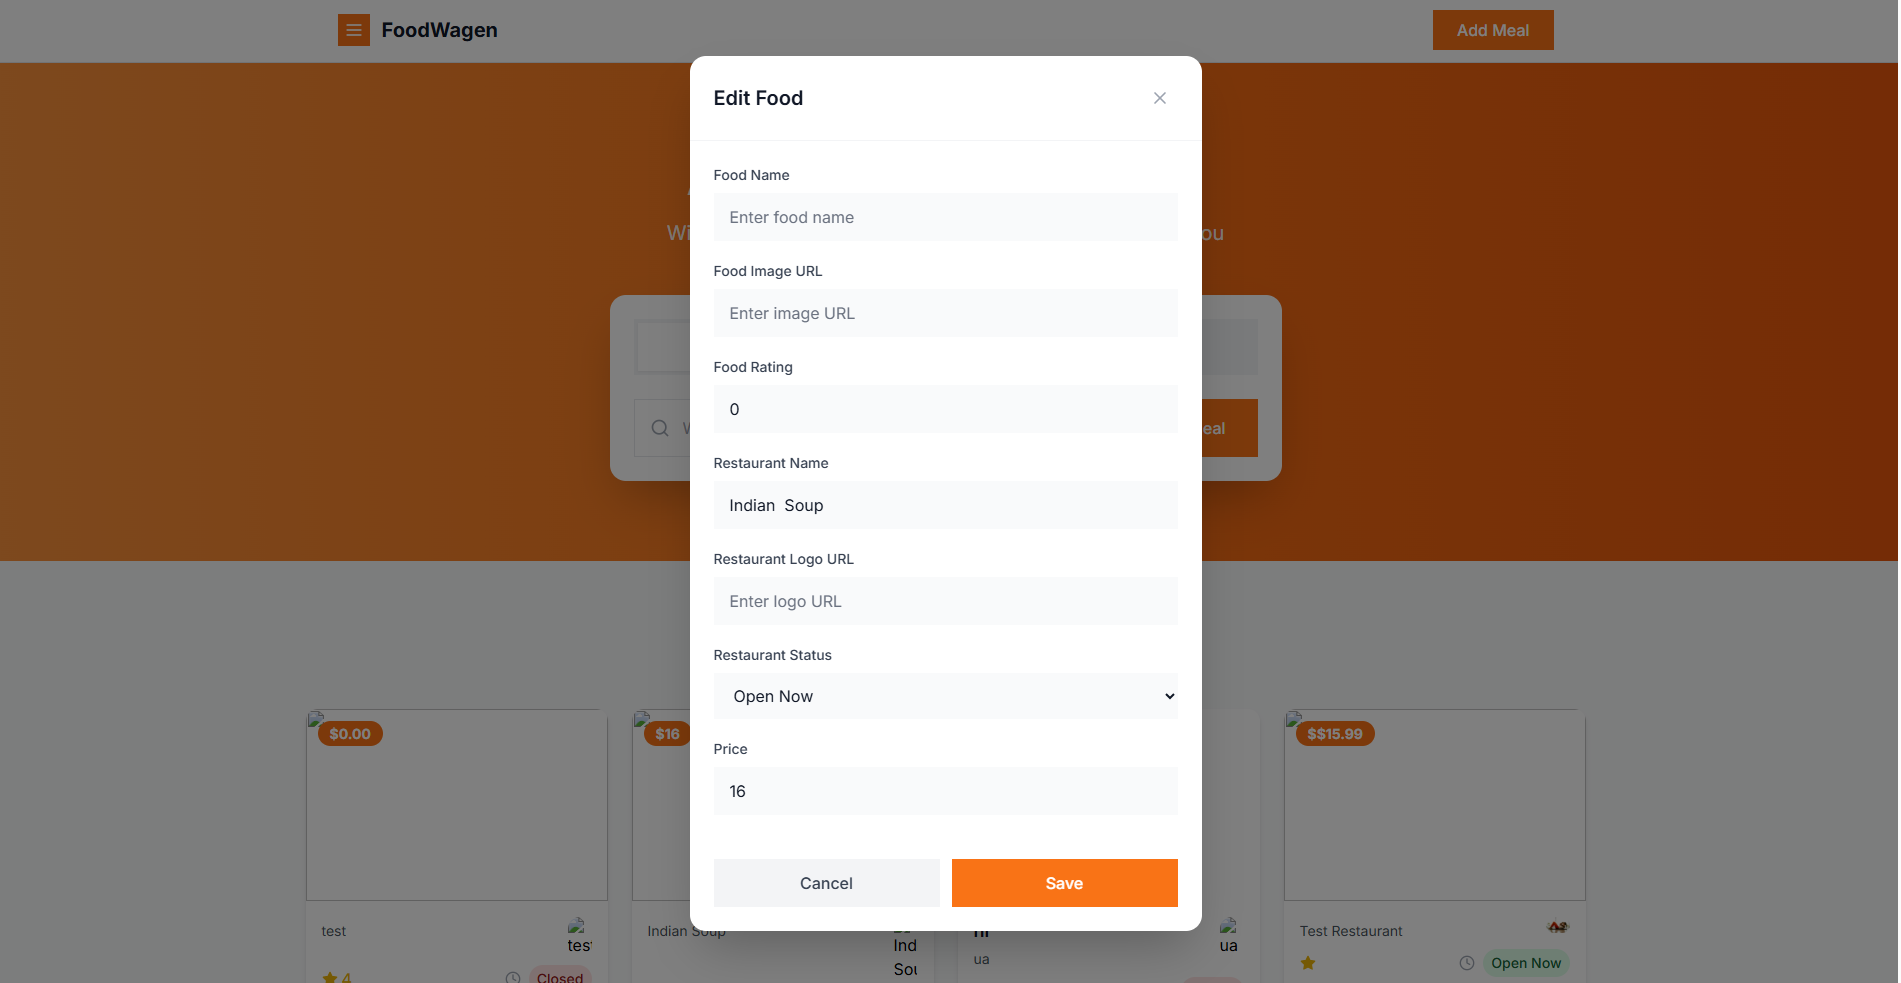 FoodWagen
Add Meal
Edit Food
Food Name
Enter food name
Wi
ou
Food Image URL
Enter image URL
Food Rating
0
W
eal
Restaurant Name
Indian  Soup
Restaurant Logo URL
Enter logo URL
Restaurant Status
Open Now
$0.00
$16
$$15.99
Price
16
Cancel
Save
test
test
Indian Soup
Ind
Sou
ua
ua
Test Restaurant
4
Closed
Open Now